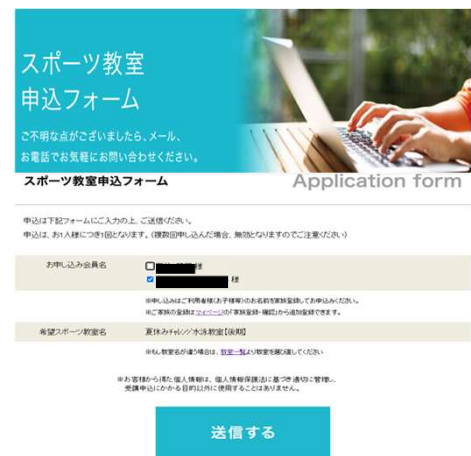 スポーツ教室
申込フォーム
ご不明な点がございましたら、メール、
お電話でお気軽にお問い合わせください。
スポーツ教室申込フォーム
Application form
申込は下記フォームにご入力の上、ご送信ください。
申込は、お1人様につき1回となります。(複数回申し込んだ場合、無効となりますのでご注意ください)
お申し込み会員名
様
様
※申し込みはご利用者様(お子様等)のお名前を家族登録してお申込みください。
※ご家族の登録はマイページの「家族登録・確認」から追加登録できます。
希望スポーツ教室名 夏休みチャレンジ水泳教室【後期】
※もし教室名が違う場合は、教室一覧より教室を選び直してください
※お客様から得た個人情報は、個人情報保護法に基づき適切に管理し、
受講申込にかかる目的以外に使用することはありません。
送信する